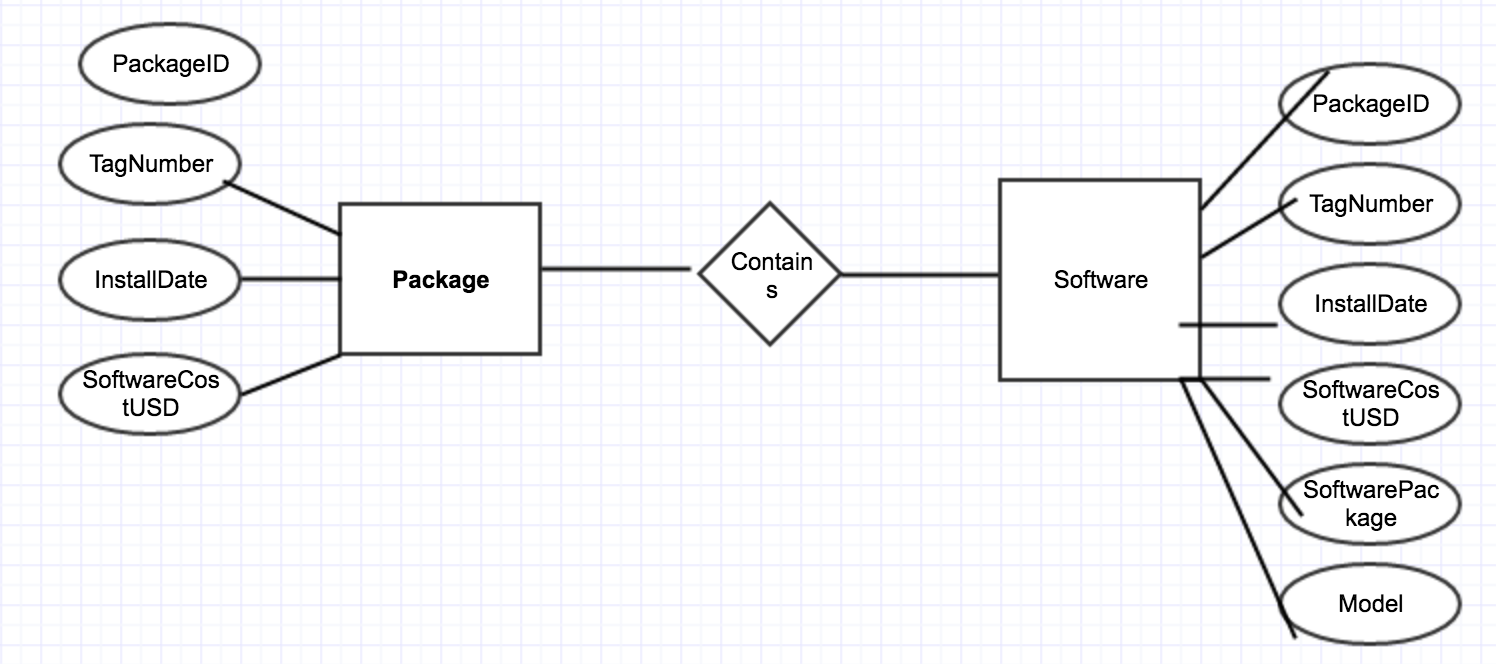 PackageID
TagNumber
InstallDate
SoftwareCos
tUSD
Package
Contain
s
Software
PackageID
TagNumber
InstallDate
SoftwareCos
tUSD
SoftwarePac
kage
Model